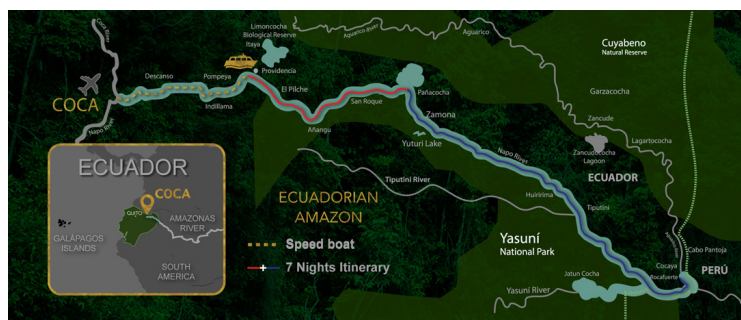 Coca River
Limoncocha
Biological Reserve
Itaya
Aguarico River
Aguarico
Cuyabeno
Natural Reserve
Descanso
Pompeya
Providencia
COCA
Indillama
El Pilche
Pañacocha
San Roque
Garzacocha
Napo River
Añangu
Zamona
Zancude
Yuturi Lake
Lagartococha
Zancudococha
Lagoon
Napo River
ECUADOR
Tiputini River
Huiririma
Tiputini
Yasuní
National Park
Cabo Pantoja
Cocaya
PERÚ
Jatun Cocha
Rocafuerte
Yasuní River
ECUADOR
COCA
QUITO
AMAZONAS
RIVER
GALÁPAGOS
ISLANDS
SOUTH
AMERICA
ECUADORIAN
AMAZON
Speed boat
7 Nights Itinerary